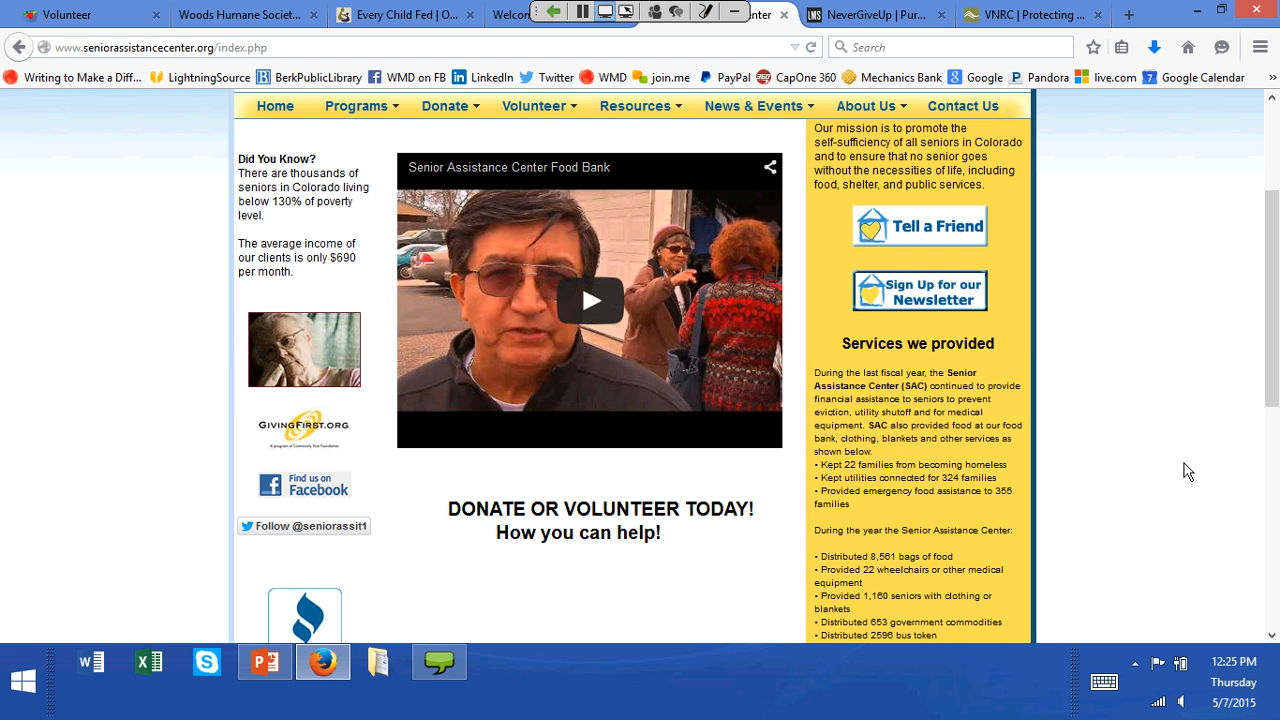 Volunteer
Woods Humane Societ...
Every Child Fed | O...
Welcon
enter
NeverGiveUp | Pur...
VNRC | Protecting ...
www.seniorassistancecenter.org/index.php
Search
Writing to Make a Diff...
LightningSource
BerkPublicLibrary
WMD on FB
LinkedIn
Twitter
WMD
join.me
PayPal
CapOne 360
Mechanics Bank
Google
Pandora
live.com
Google Calendar
Home
Programs
Donate
Volunteer
Resources
News & Events
About Us
Contact Us
Did You Know?
There are thousands of
seniors in Colorado living
below 130% of poverty
level.
The average income of
our clients is only $690
per month.
GIVINGFIRST.ORG
A program of Community First Foundation
Find us on
Facebook
Follow @seniorassit1
Senior Assistance Center Food Bank
DONATE OR VOLUNTEER TODAY!
How you can help!
Our mission is to promote the
self-sufficiency of all seniors in Colorado
and to ensure that no senior goes
without the necessities of life, including
food, shelter, and public services.
Tell a Friend
Sign Up for our
Newsletter
Services we provided
During the last fiscal year, the Senior
Assistance Center (SAC) continued to provide
financial assistance to seniors to prevent
eviction, utility shutoff and for medical
equipment. SAC also provided food at our food
bank, clothing, blankets and other services as
shown below.
• Kept 22 families from becoming homeless
• Kept utilities connected for 324 families
• Provided emergency food assistance to 355
families
During the year the Senior Assistance Center:
• Distributed 8,561 bags of food
• Provided 22 wheelchairs or other medical
equipment
• Provided 1,160 seniors with clothing or
blankets
• Distributed 653 government commodities
• Distributed 2596 bus token
12:25 PM
Thursday
5/7/2015